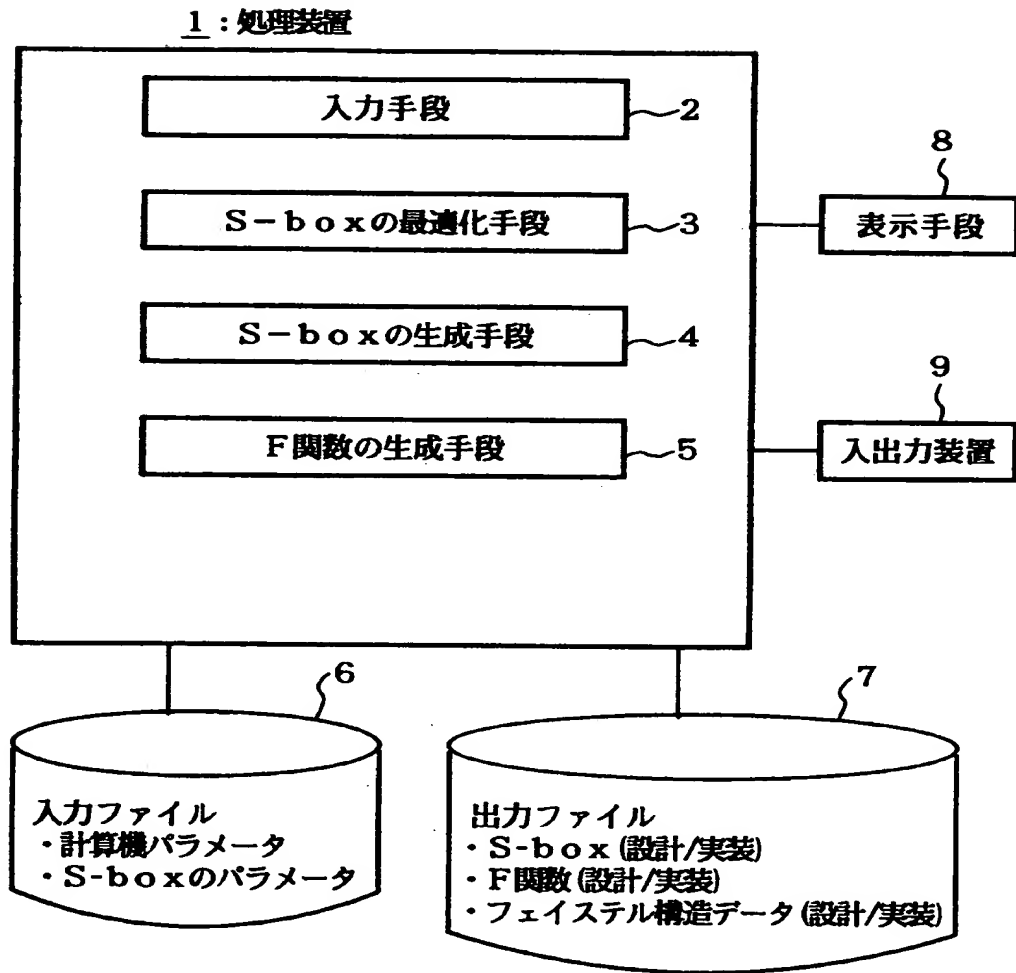 1：処理装置
入力手段
2
S－boxの最適化手段
3
S－boxの生成手段
4
F関数の生成手段
5
8
表示手段
9
入出力装置
6
入力ファイル
・計算機パラメータ
・S-boxのパラメータ
7
出力ファイル
・S-box(設計/実装)
・F関数(設計/実装)
・フェイステル構造データ(設計/実装)